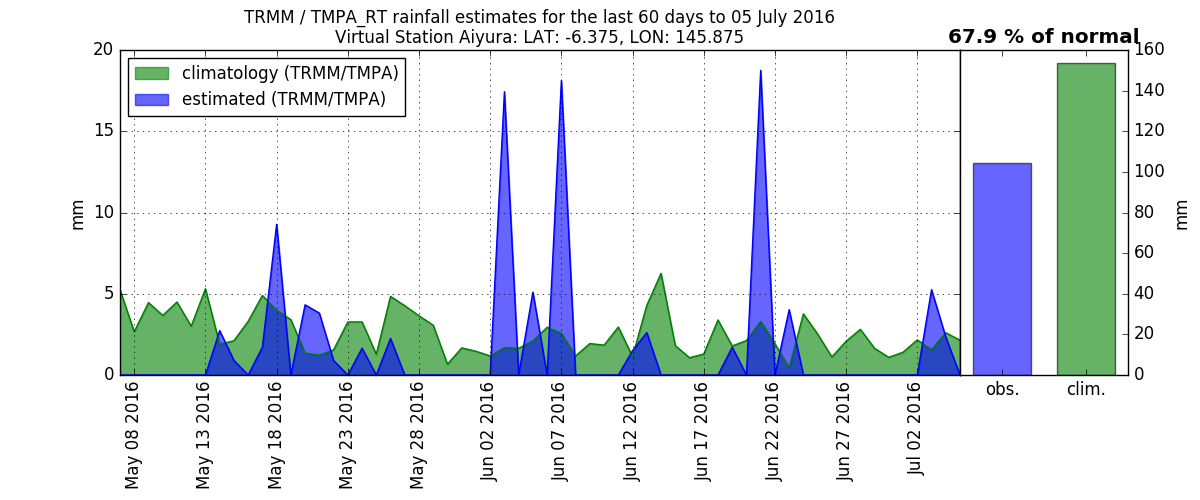 TRMM / TMPA_RT rainfall estimates for the last 60 days to 05 July 2016
Virtual Station Aiyura: LAT: -6.375, LON: 145.875
67.9 % of normal
climatology (TRMM/TMPA)
estimated (TRMM/TMPA)
20
15
10
5
0
mm
160
140
120
100
80
60
40
20
0
mm
May 08 2016
May 13 2016
May 18 2016
May 23 2016
May 28 2016
Jun 02 2016
Jun 07 2016
Jun 12 2016
Jun 17 2016
Jun 22 2016
Jun 27 2016
Jul 02 2016
obs.
clim.